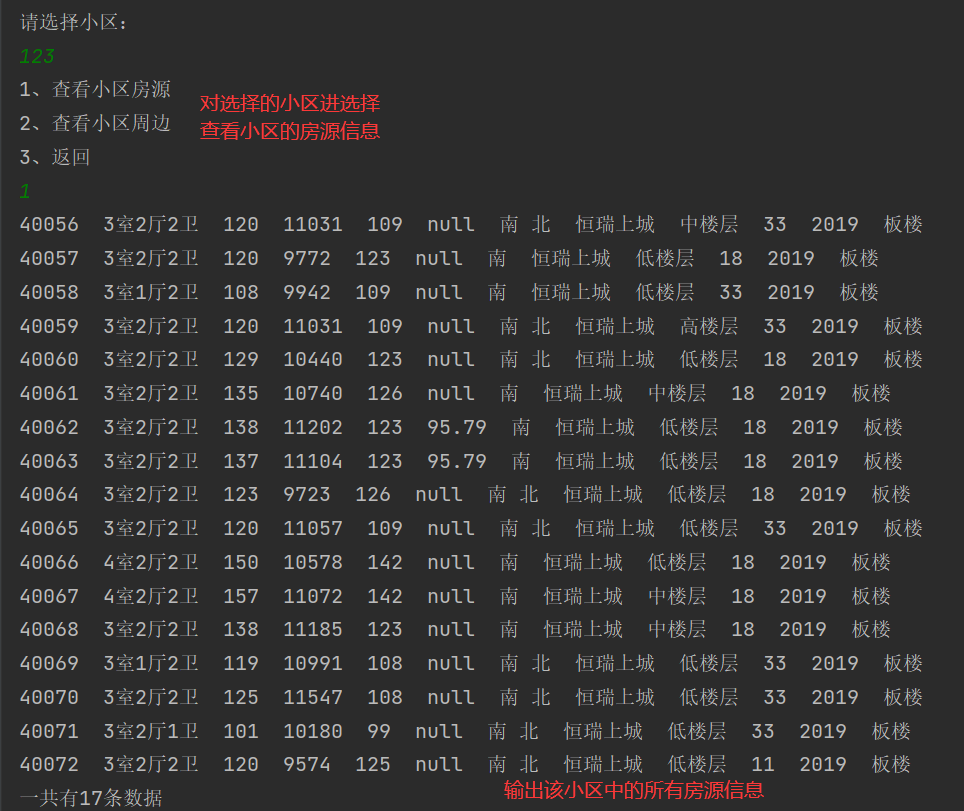 请选择小区：
123
1、查看小区房源
对选择的小区进选择
2、查看小区周边
查看小区的房源信息
3、返回
1
40056 3室2厅2卫 120 11031 109 null 南 北 恒瑞上城 中楼层 33 2019 板楼
40057 3室2厅2卫 120 9772 123 null 南 恒瑞上城 低楼层 18 2019 板楼
40058 3室1厅2卫 108 9942 109 null 南 恒瑞上城 低楼层 33 2019 板楼
40059 3室2厅2卫 120 11031 109 null 南 北 恒瑞上城 高楼层 33 2019 板楼
40060 3室2厅2卫 129 10440 123 null 南 北 恒瑞上城 低楼层 18 2019 板楼
40061 3室2厅2卫 135 10740 126 null 南 恒瑞上城 中楼层 18 2019 板楼
40062 3室2厅2卫 138 11202 123 95.79 南 恒瑞上城 低楼层 18 2019 板楼
40063 3室2厅2卫 137 11104 123 95.79 南 恒瑞上城 低楼层 18 2019 板楼
40064 3室2厅2卫 123 9723 126 null 南 北 恒瑞上城 低楼层 18 2019 板楼
40065 3室2厅2卫 120 11057 109 null 南 北 恒瑞上城 低楼层 33 2019 板楼
40066 4室2厅2卫 150 10578 142 null 南 恒瑞上城 低楼层 18 2019 板楼
40067 4室2厅2卫 157 11072 142 null 南 恒瑞上城 中楼层 18 2019 板楼
40068 3室2厅2卫 138 11185 123 null 南 恒瑞上城 中楼层 18 2019 板楼
40069 3室1厅2卫 119 10991 108 null 南 北 恒瑞上城 低楼层 33 2019 板楼
40070 3室2厅2卫 125 11547 108 null 南 北 恒瑞上城 低楼层 33 2019 板楼
40071 3室2厅1卫 101 10180 99 null 南 北 恒瑞上城 低楼层 33 2019 板楼
40072 3室2厅2卫 120 9574 125 null 南 北 恒瑞上城 低楼层 11 2019 板楼
输出该小区中的所有房源信息
一共有17条数据